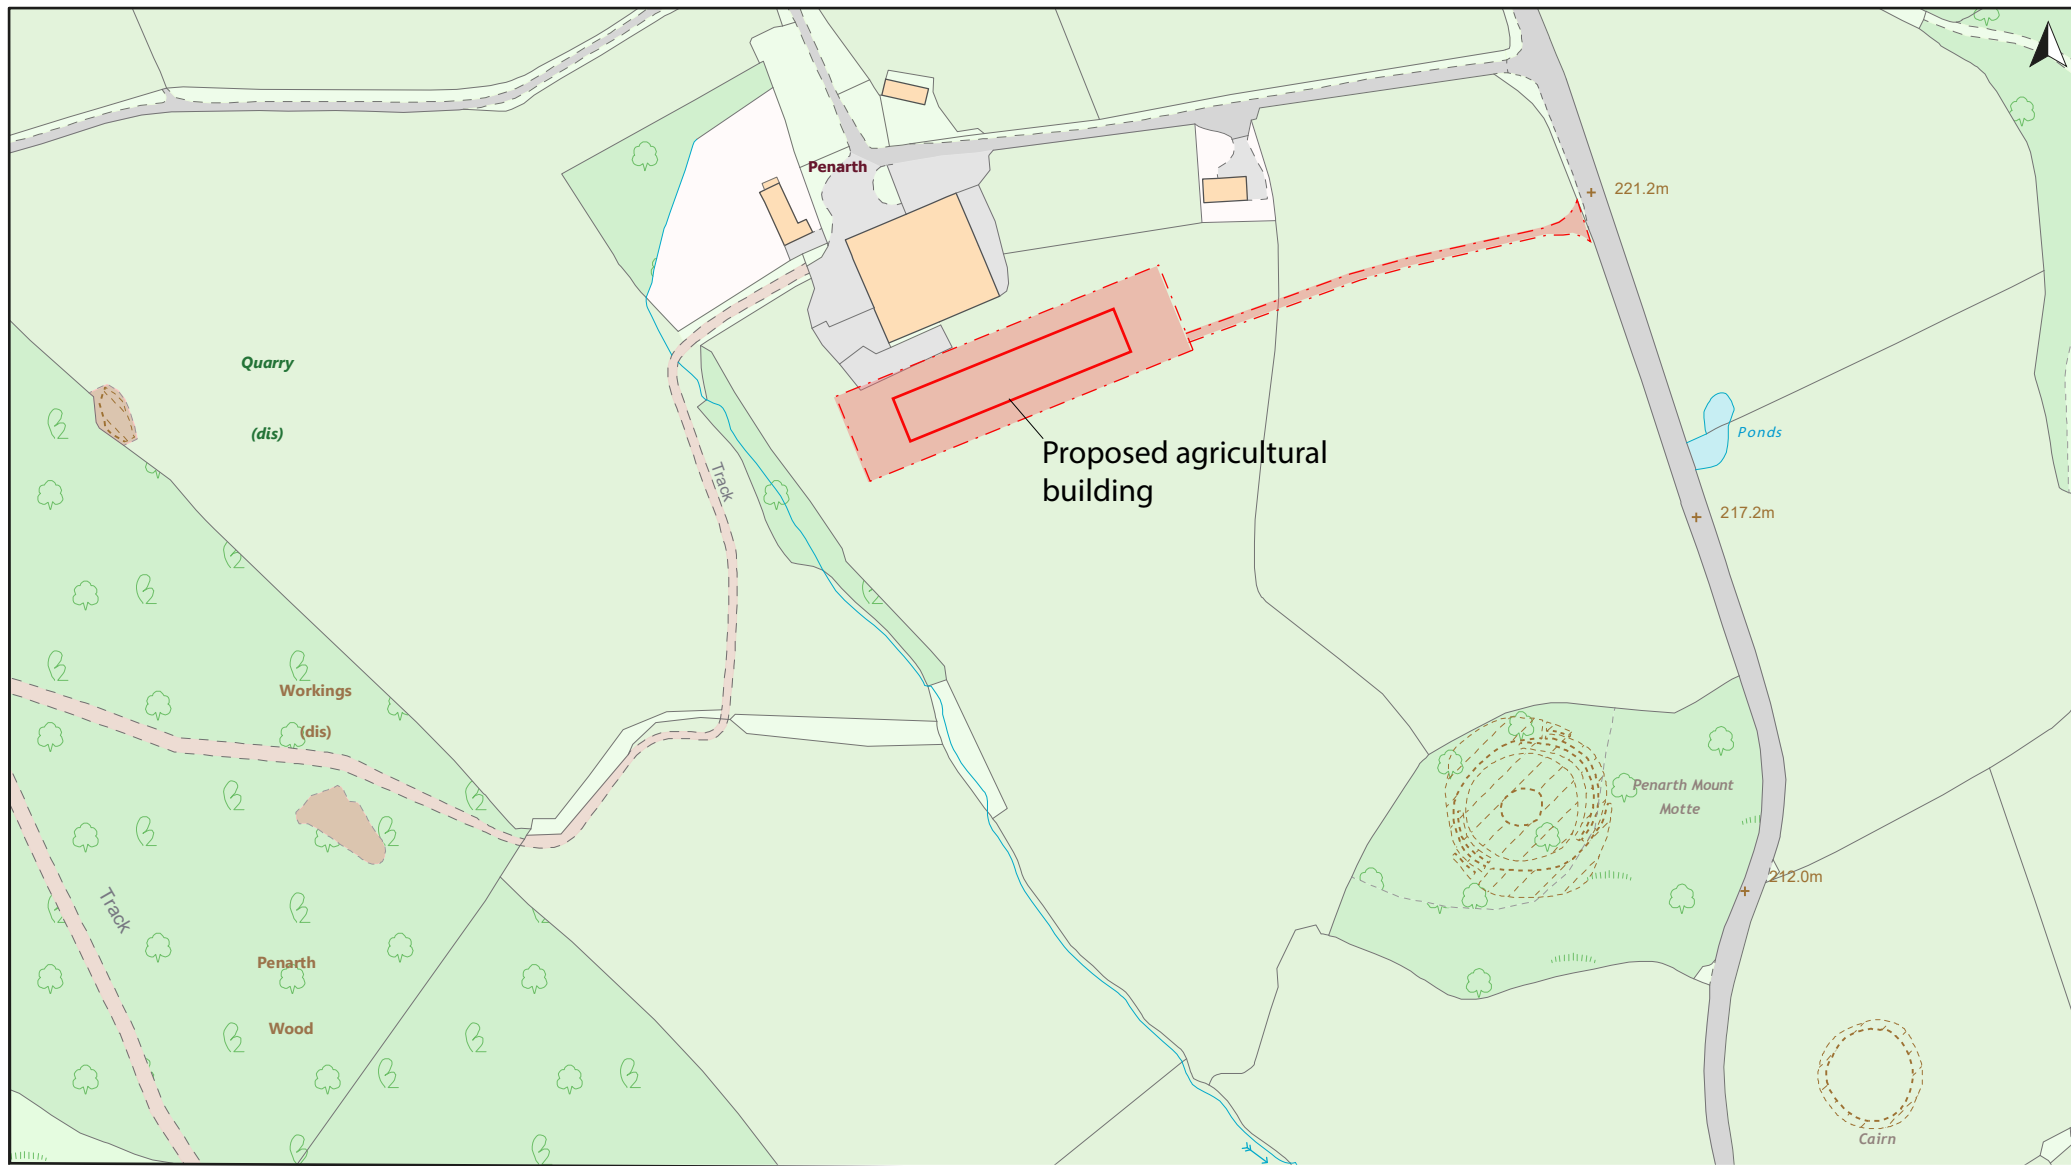 Penarth
221.2m
Quarry
(dis)
Ponds
Proposed agricultural
building
Track
217.2m
Workings
(dis)
Penarth Mount
Motte
212.0m
Track
Penarth
Wood
Cairn